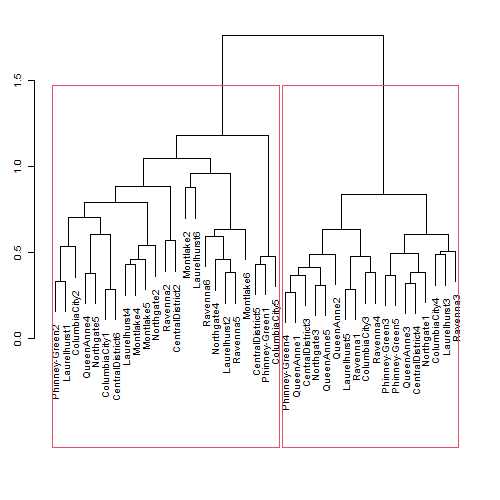 1.5
1.0
0.5
0.0
Phinney-Green2
Laurelhurst1
ColumbiaCity2
QueenAnne4
Northgate5
ColumbiaCity1
CentralDistrict6
Laurelhurst4
Montlake4
Montlake5
Northgate2
Ravenna2
CentralDistrict2
Montlake2
Laurelhurst6
Ravenna6
Northgate4
Laurelhurst2
Ravenna5
Montlake6
CentralDistrict5
Phinney-Green1
ColumbiaCity5
Phinney-Green4
QueenAnne1
CentralDistrict3
Northgate3
QueenAnne5
QueenAnne2
Laurelhurst5
Ravenna1
ColumbiaCity3
Ravenna4
Phinney-Green3
Phinney-Green5
QueenAnne3
CentralDistrict4
Northgate1
ColumbiaCity4
Laurelhurst3
Ravenna3